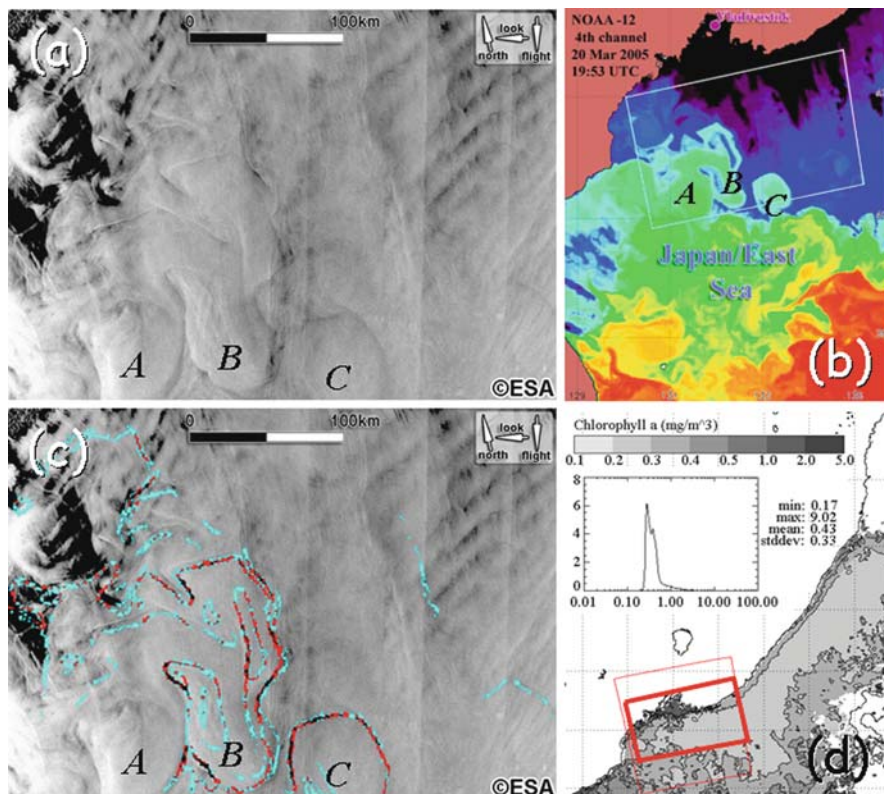 (a)
0 100km
look
north flight
A B C
©ESA
NOAA -12
4th channel
20 Mar 2005
19:53 UTC
Vladivostok
A B C
Japan/East
Sea
(b)
(c)
0 100km
look
north flight
A B C
©ESA
Chlorophyll a (mg/m^3)
0.1 0.2 0.3 0.4 0.5 1.0 2.0 5.0
8
6
4
2
0
0.01 0.10 1.00 10.00 100.00
min: 0.17
max: 9.02
mean: 0.43
stddev: 0.33
(d)